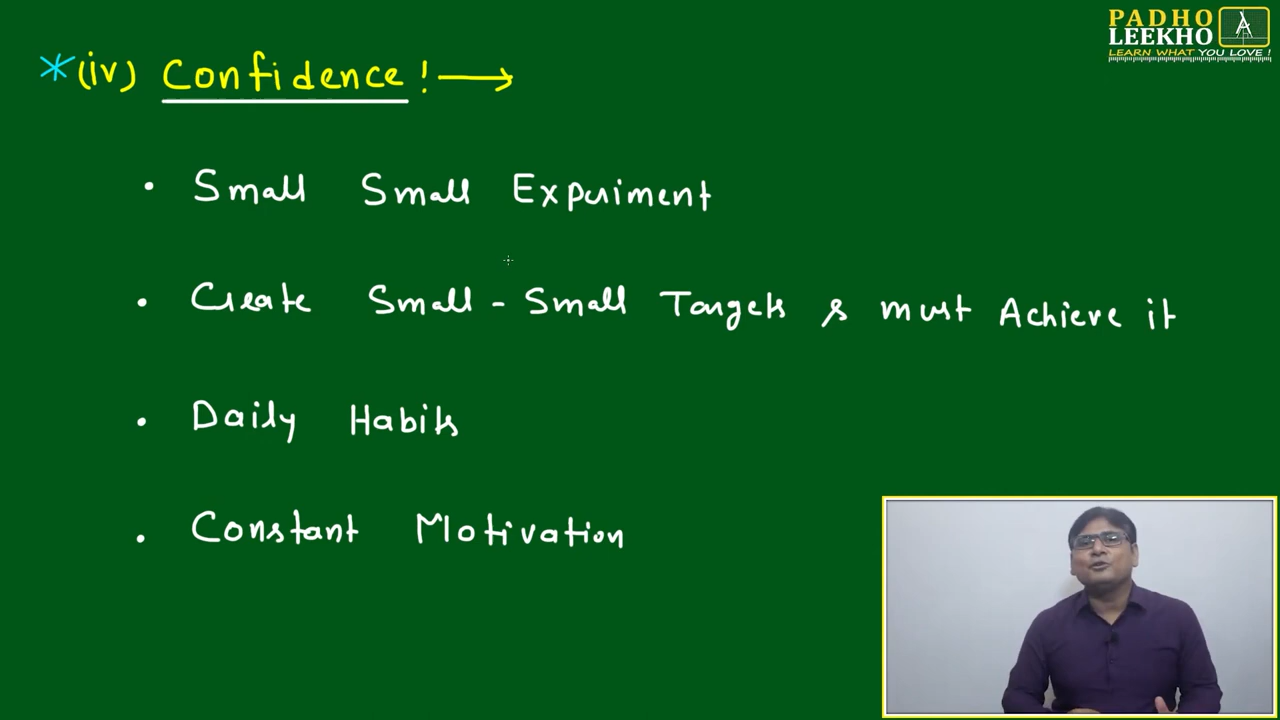 PADHO
LEEKHO
LEARN WHAT YOU LOVE !
*(iv) Confidence !→
• Small Small Experiment
• Create Small - Small Targets & must Achieve it
• Daily Habits
• Constant Motivation